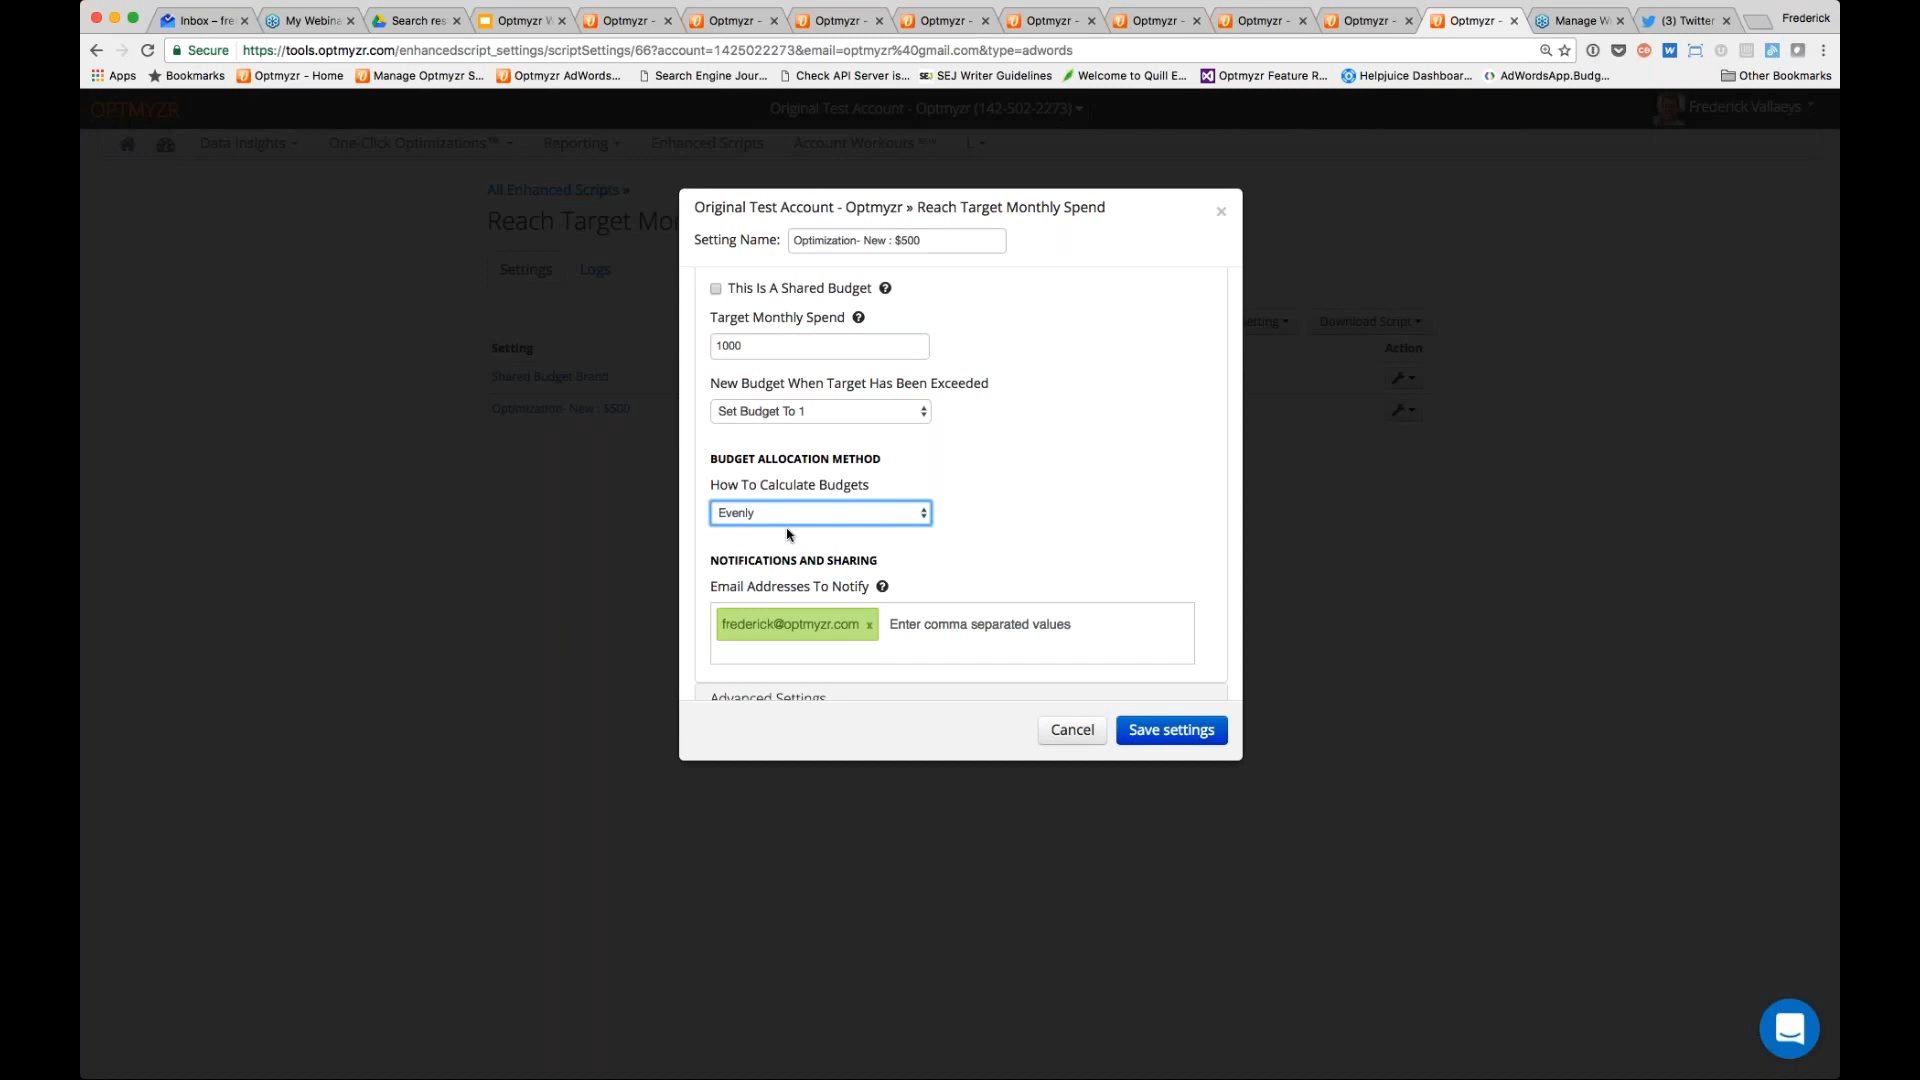 Inbox – fre
My Webina
Search res
Optmyzr W
Optmyzr -
Optmyzr -
Optmyzr -
Optmyzr -
Optmyzr -
Optmyzr -
Optmyzr -
Optmyzr -
Optmyzr -
Manage W
(3) Twitter
Frederick
Secure https://tools.optmyzr.com/enhancedscript_settings/scriptSettings/66?account=1425022273&email=optmyzr%40gmail.com&type=adwords
Apps
Bookmarks
Optmyzr - Home
Manage Optmyzr S...
Optmyzr AdWords...
Search Engine Jour...
Check API Server is...
SEJ Writer Guidelines
Welcome to Quill E...
Optmyzr Feature R...
Helpjuice Dashboar...
AdWordsApp.Budg...
Other Bookmarks
OPTMYZR
Original Test Account - Optmyzr (142-502-2273)
Frederick Vallaeys
Data Insights
One-Click Optimizations™
Reporting
Enhanced Scripts
Account Workouts New
L
All Enhanced Scripts »
Reach Target Mo
Settings
Logs
etting
Download Script
Setting
Action
Shared Budget Brand
Optimization- New : $500
Original Test Account - Optmyzr » Reach Target Monthly Spend
×
Setting Name: Optimization- New : $500
This Is A Shared Budget ?
Target Monthly Spend ?
1000
New Budget When Target Has Been Exceeded
Set Budget To 1
BUDGET ALLOCATION METHOD
How To Calculate Budgets
Evenly
NOTIFICATIONS AND SHARING
Email Addresses To Notify ?
frederick@optmyzr.com x Enter comma separated values
Advanced Settings
Cancel
Save settings